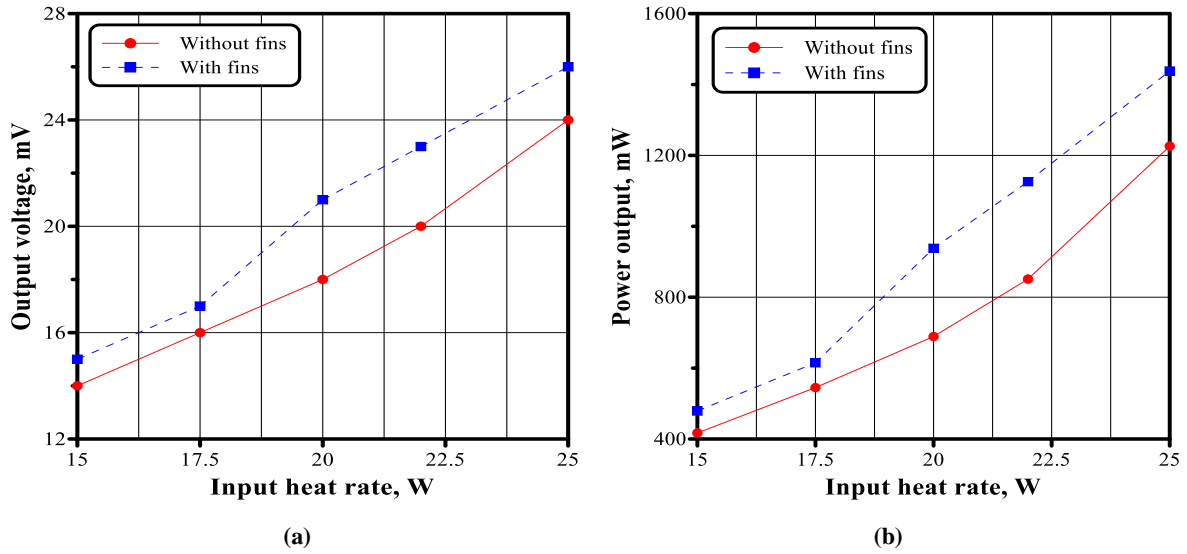 28
24
20
16
12
Output voltage, mV
Without fins
With fins
15
17.5
20
22.5
25
Input heat rate, W
(a)
1600
1200
800
400
Power output, mW
Without fins
With fins
15
17.5
20
22.5
25
Input heat rate, W
(b)